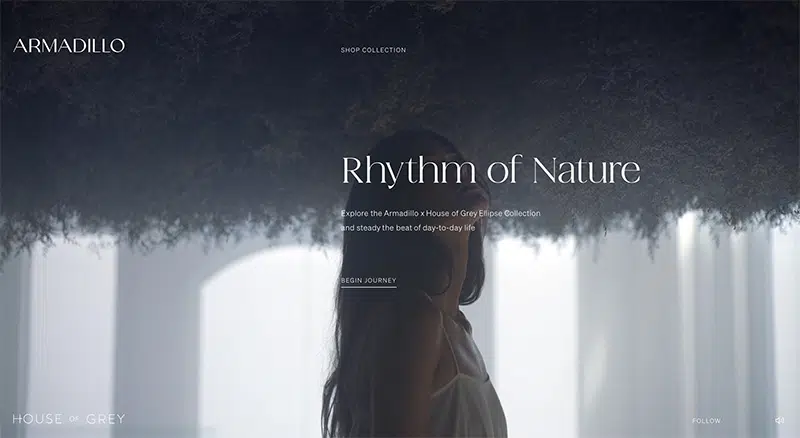 ARMADILLO
SHOP COLLECTION
Rhythm of Nature
Explore the Armadillo x House of Grey Ellipse Collection
and steady the beat of day-to-day life
BEGIN JOURNEY
HOUSE OF GREY
FOLLOW